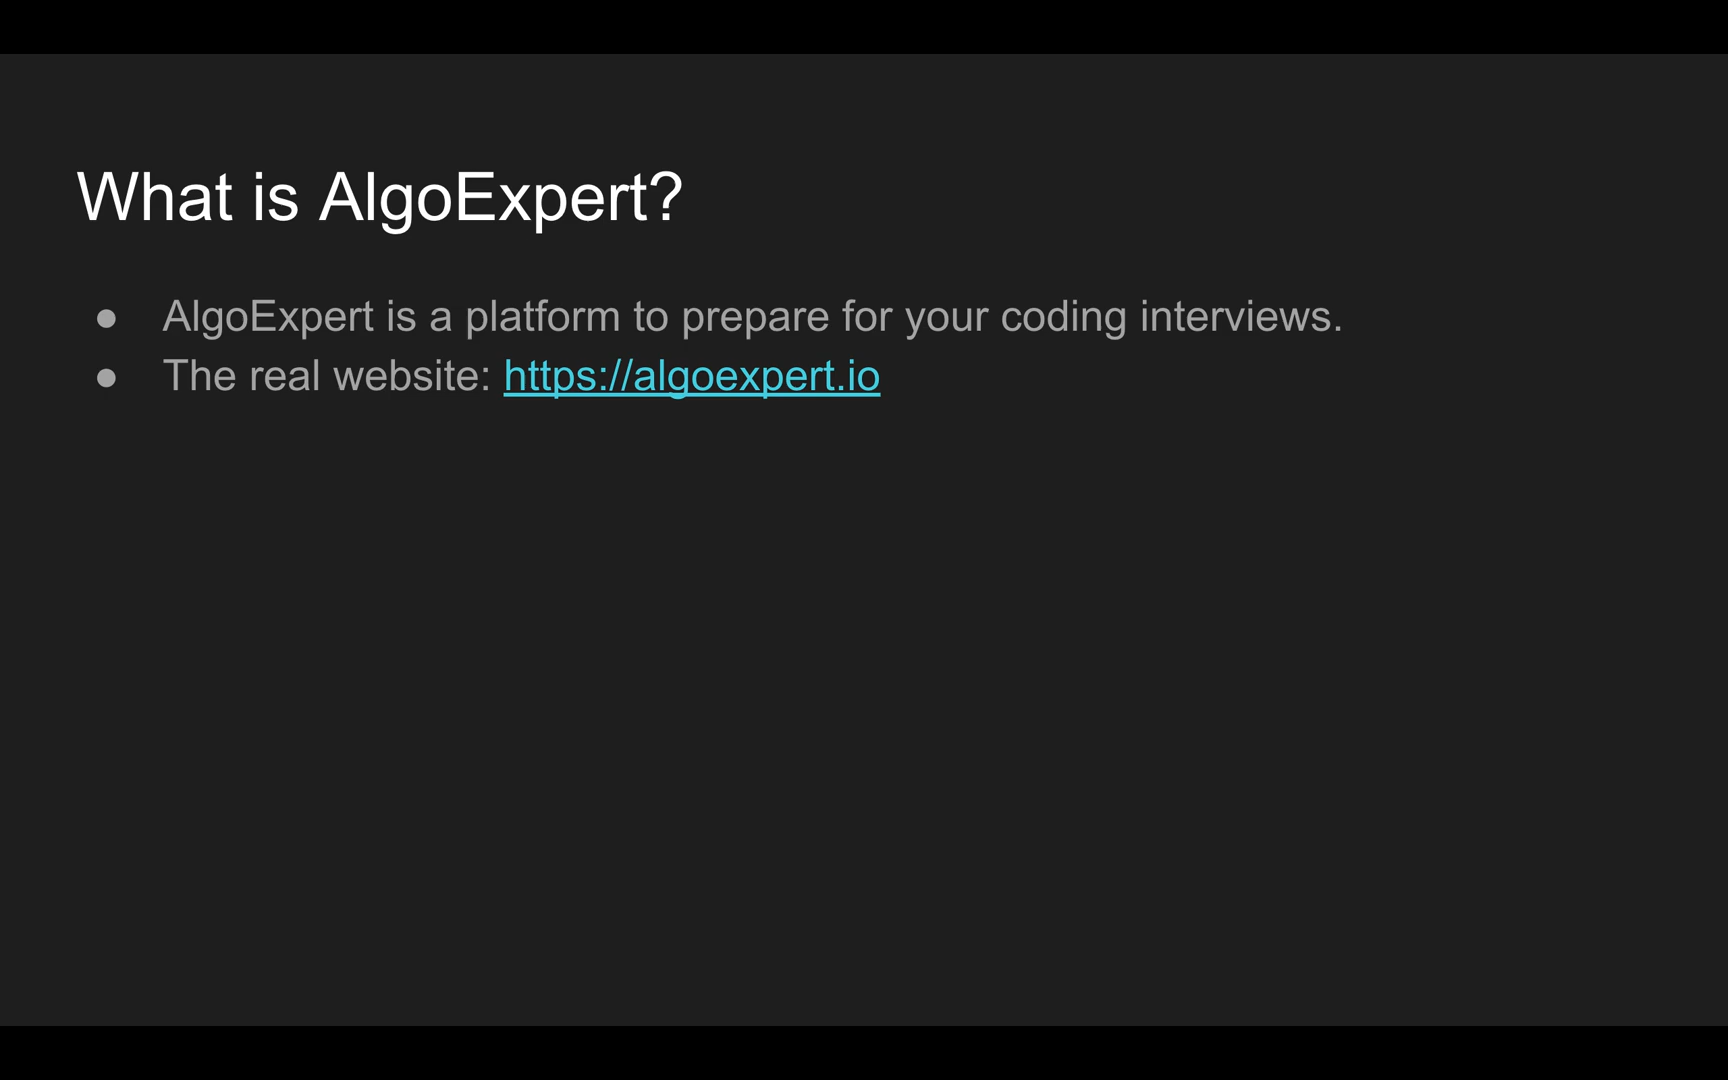 What is AlgoExpert?
● AlgoExpert is a platform to prepare for your coding interviews.
● The real website: https://algoexpert.io